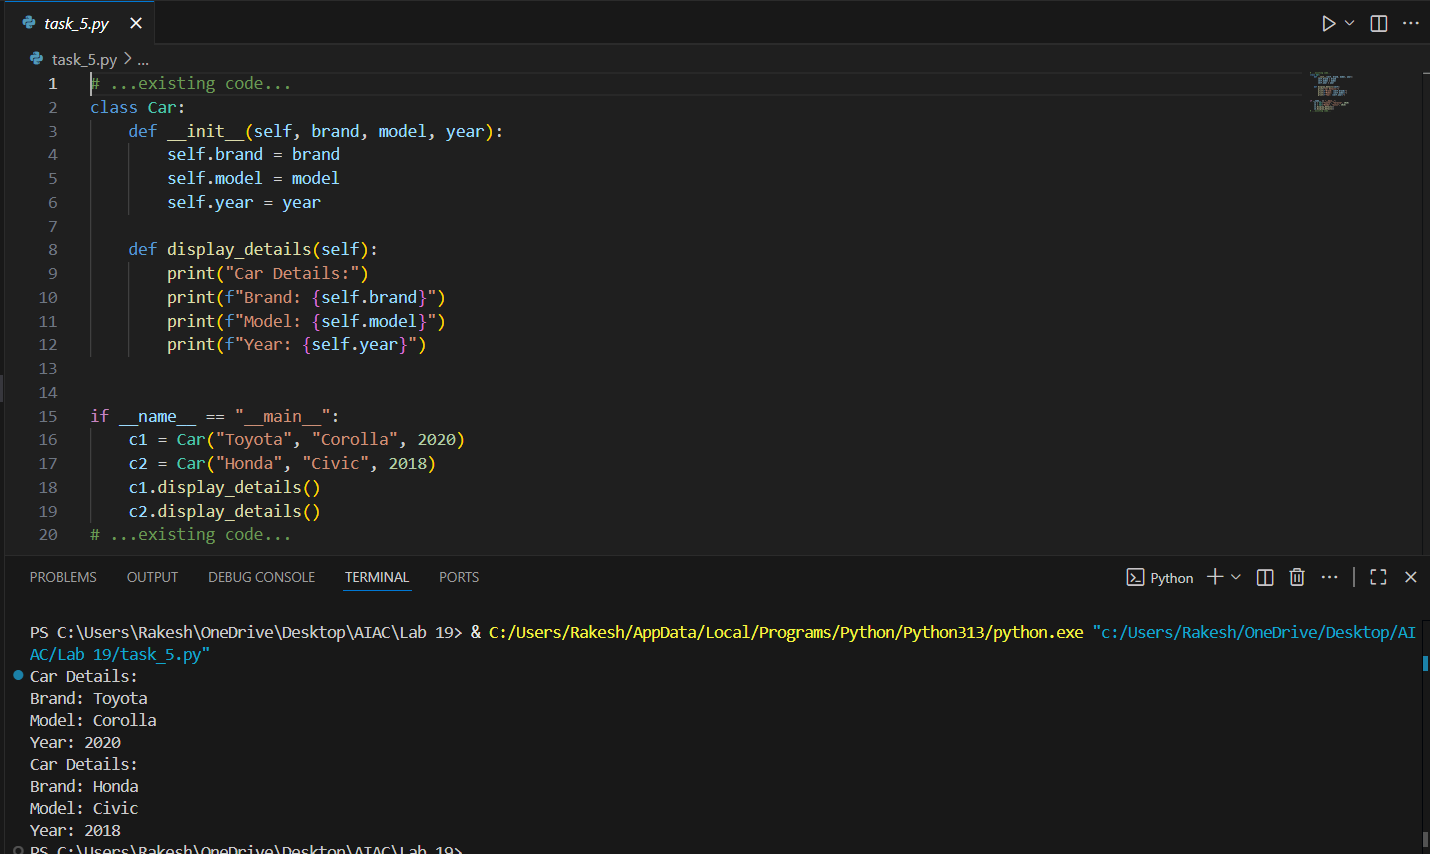 task_5.py
task_5.py > ...
1 # ...existing code...
2 class Car:
3     def __init__(self, brand, model, year):
4         self.brand = brand
5         self.model = model
6         self.year = year
7
8     def display_details(self):
9         print("Car Details:")
10         print(f"Brand: {self.brand}")
11         print(f"Model: {self.model}")
12         print(f"Year: {self.year}")
13
14
15 if __name__ == "__main__":
16     c1 = Car("Toyota", "Corolla", 2020)
17     c2 = Car("Honda", "Civic", 2018)
18     c1.display_details()
19     c2.display_details()
20 # ...existing code...
PROBLEMS OUTPUT DEBUG CONSOLE TERMINAL PORTS Python
PS C:\Users\Rakesh\OneDrive\Desktop\AIAC\Lab 19> & C:/Users/Rakesh/AppData/Local/Programs/Python/Python313/python.exe "c:/Users/Rakesh/OneDrive/Desktop/AI
AC/Lab 19/task_5.py"
Car Details:
Brand: Toyota
Model: Corolla
Year: 2020
Car Details:
Brand: Honda
Model: Civic
Year: 2018
PS C:\Users\Rakesh\OneDrive\Desktop\AIAC\Lab 19>